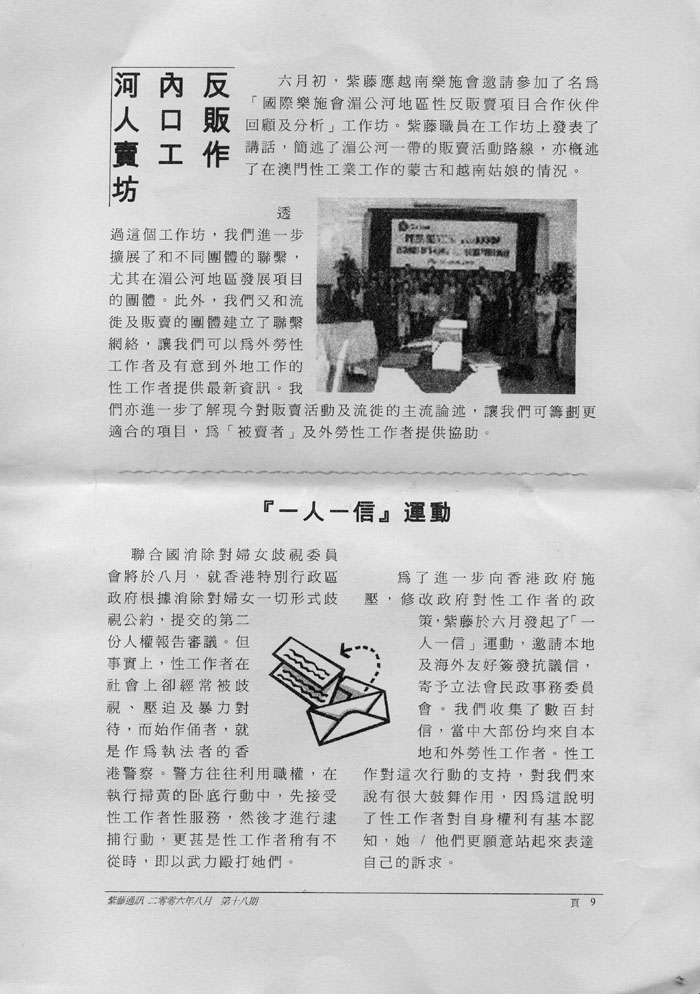 河內反
人口販
賣工作
坊
六月初，紫藤應越南樂施會邀請參加了名為
「國際樂施會湄公河地區性反販賣項目合作伙伴
回顧及分析」工作坊。紫藤職員在工作坊上發表了
講話，簡述了湄公河一帶的販賣活動路線，亦概述
了在澳門性工業工作的蒙古和越南姑娘的情況。
透
過這個工作坊，我們進一步
擴展了和不同團體的聯繫，
尤其在湄公河地區發展項目
的團體。此外，我們又和流
徙及販賣的團體建立了聯繫
網絡，讓我們可以為外勞性
工作者及有意到外地工作的
性工作者提供最新資訊。我
們亦進一步了解現今對販賣活動及流徙的主流論述，讓我們可籌劃更
適合的項目，為「被賣者」及外勞性工作者提供協助。
『一人一信』運動
聯合國消除對婦女歧視委員
會將於八月，就香港特別行政區
政府根據消除對婦女一切形式歧
視公約，提交的第二
份人權報告審議。但
事實上，性工作者在
社會上卻經常被歧
視、壓迫及暴力對
待，而始作俑者，就
是作為執法者的香
港警察。警方往往利用職權，在
執行掃黃的卧底行動中，先接受
性工作者性服務，然後才進行逮
捕行動，更甚是性工作者稍有不
從時，即以武力毆打她們。
為了進一步向香港政府施
壓，修改政府對性工作者的政
策，紫藤於六月發起了「一
人一信」運動，邀請本地
及海外友好簽發抗議信，
寄予立法會民政事務委員
會。我們收集了數百封
信，當中大部份均來自本
地和外勞性工作者。性工
作對這次行動的支持，對我們來
說有很大鼓舞作用，因為這說明
了性工作者對自身權利有基本認
知，她 / 他們更願意站起來表達
自己的訴求。
紫藤通訊 二零零六年八月 第十八期
頁 9